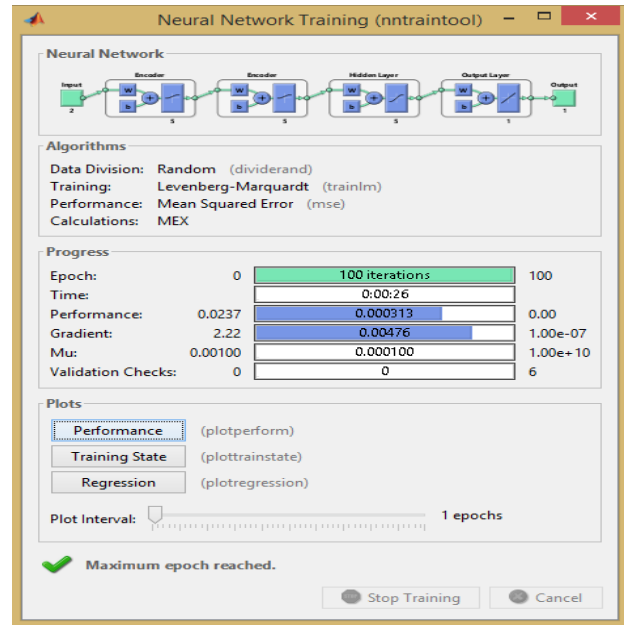 Neural Network Training (nntraintool)
Neural Network
Input
Encoder
Encoder
Hidden Layer
Output Layer
Output
W
b
+
W
b
+
W
b
+
W
b
+
2
5
5
5
1
1
Algorithms
Data Division: Random (dividerand)
Training: Levenberg-Marquardt (trainlm)
Performance: Mean Squared Error (mse)
Calculations: MEX
Progress
Epoch: 0 100 iterations 100
Time: 0:00:26
Performance: 0.0237 0.000313 0.00
Gradient: 2.22 0.00476 1.00e-07
Mu: 0.00100 0.000100 1.00e+10
Validation Checks: 0 0 6
Plots
Performance (plotperform)
Training State (plottrainstate)
Regression (plotregression)
Plot Interval: 1 epochs
Maximum epoch reached.
Stop Training Cancel